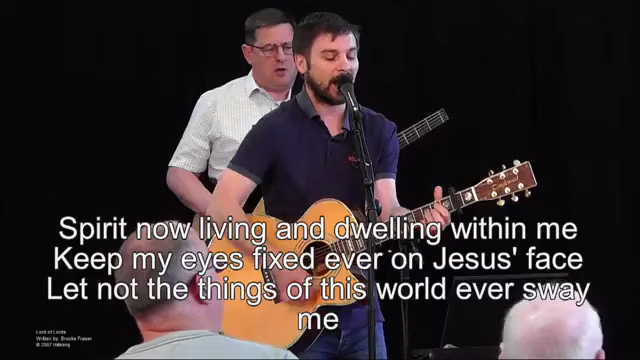 Spirit now living and dwelling within me
Keep my eyes fixed ever on Jesus' face
Let not the things of this world ever sway
me
Lord of Lords
Written by: Brooke Fraser
© 2007 Hillsong